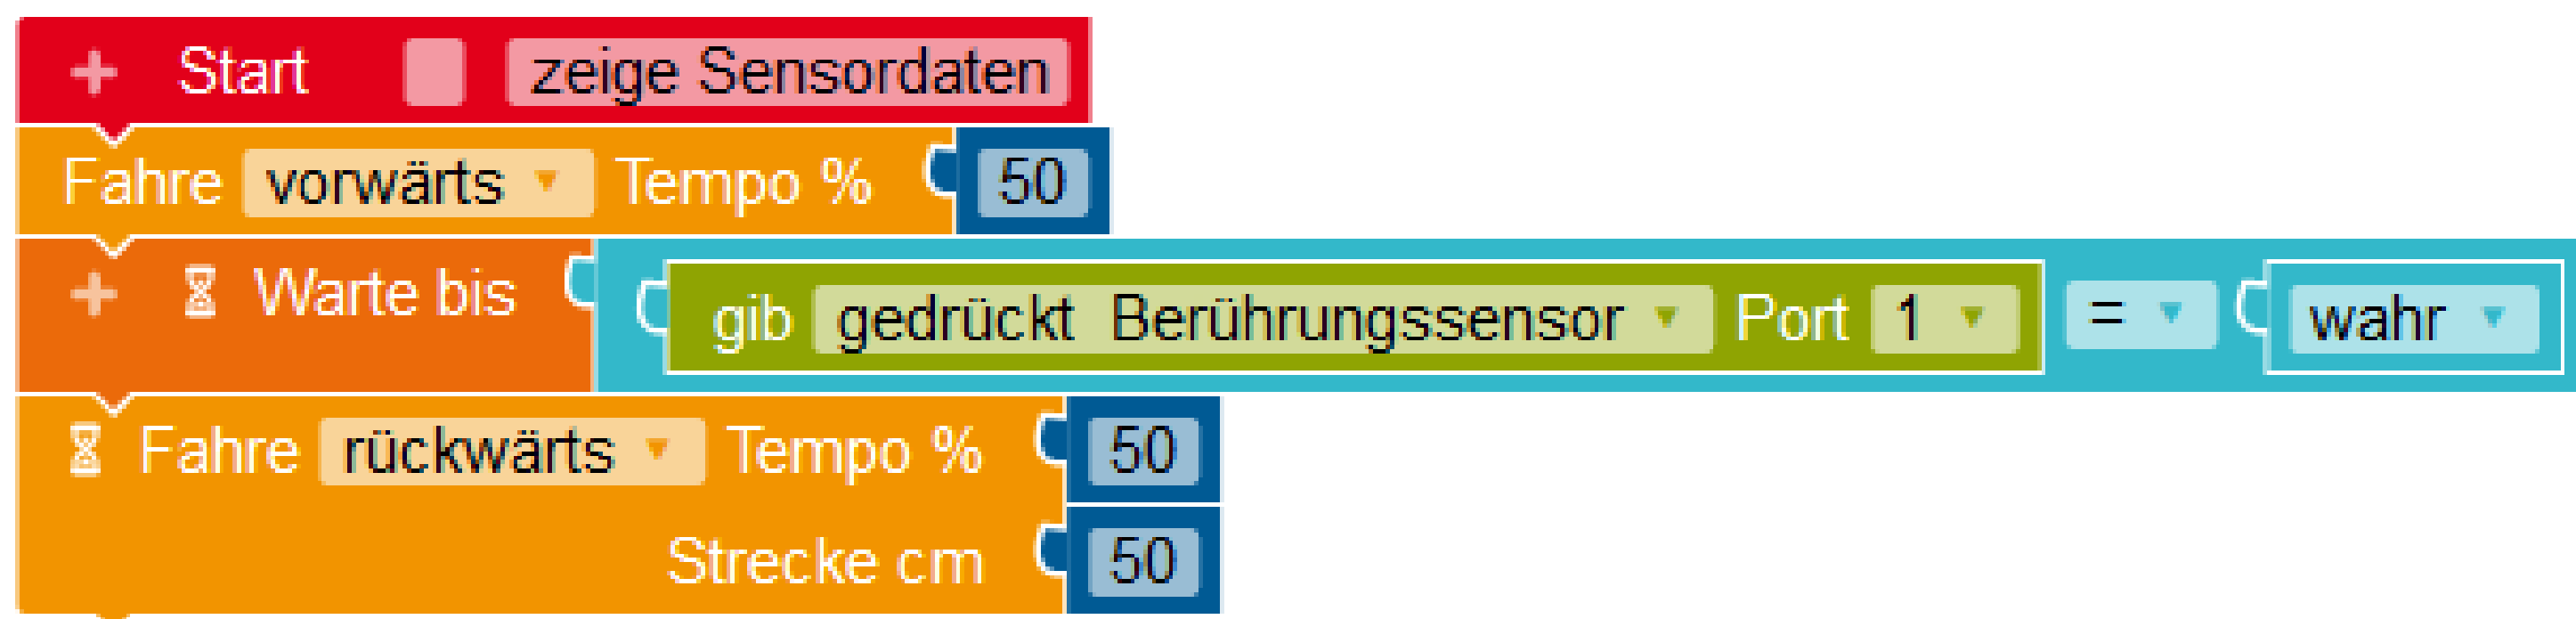 + Start zeige Sensordaten
Fahre vorwärts Tempo % 50
+ Warte bis gib gedrückt Berührungssensor Port 1 = wahr
Fahre rückwärts Tempo % 50
Strecke cm 50